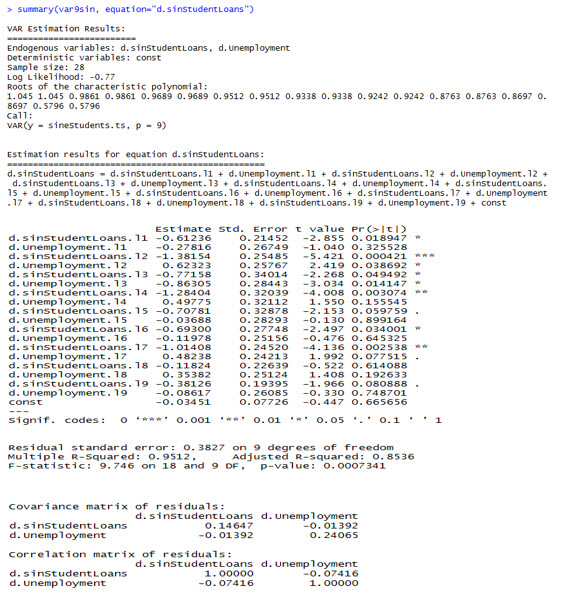 > summary(var9sin, equation="d.sinStudentLoans")
VAR Estimation Results:
=========================
Endogenous variables: d.sinStudentLoans, d.Unemployment
Deterministic variables: const
Sample size: 28
Log Likelihood: -0.77
Roots of the characteristic polynomial:
1.045 1.045 0.9861 0.9861 0.9689 0.9689 0.9512 0.9512 0.9338 0.9338 0.9242 0.9242 0.8763 0.8763 0.8697 0.
8697 0.5796 0.5796
Call:
VAR(y = sineStudents.ts, p = 9)
Estimation results for equation d.sinStudentLoans:
==================================================
d.sinStudentLoans = d.sinStudentLoans.l1 + d.Unemployment.l1 + d.sinStudentLoans.l2 + d.Unemployment.l2 +
d.sinStudentLoans.l3 + d.Unemployment.l3 + d.sinStudentLoans.l4 + d.Unemployment.l4 + d.sinStudentLoans.
l5 + d.Unemployment.l5 + d.sinStudentLoans.l6 + d.Unemployment.l6 + d.sinStudentLoans.l7 + d.Unemployment
.l7 + d.sinStudentLoans.l8 + d.Unemployment.l8 + d.sinStudentLoans.l9 + d.Unemployment.l9 + const
Estimate Std. Error t value Pr(>|t|)
d.sinStudentLoans.l1 -0.61236 0.21452 -2.855 0.018947 *
d.Unemployment.l1 -0.27816 0.26749 -1.040 0.325528
d.sinStudentLoans.l2 -1.38154 0.25485 -5.421 0.000421 ***
d.Unemployment.l2 0.62323 0.25767 2.419 0.038692 *
d.sinStudentLoans.l3 -0.77158 0.34014 -2.268 0.049492 *
d.Unemployment.l3 -0.86305 0.28443 -3.034 0.014147 *
d.sinStudentLoans.l4 -1.28404 0.32039 -4.008 0.003074 **
d.Unemployment.l4 0.49775 0.32112 1.550 0.155545
d.sinStudentLoans.l5 -0.70781 0.32878 -2.153 0.059759 .
d.Unemployment.l5 -0.03688 0.28293 -0.130 0.899164
d.sinStudentLoans.l6 -0.69300 0.27748 -2.497 0.034001 *
d.Unemployment.l6 -0.11978 0.25156 -0.476 0.645325
d.sinStudentLoans.l7 -1.01408 0.24520 -4.136 0.002538 **
d.Unemployment.l7 0.48238 0.24213 1.992 0.077515 .
d.sinStudentLoans.l8 -0.11824 0.22639 -0.522 0.614088
d.Unemployment.l8 0.35382 0.25124 1.408 0.192633
d.sinStudentLoans.l9 -0.38126 0.19395 -1.966 0.080888 .
d.Unemployment.l9 -0.08617 0.26085 -0.330 0.748701
const -0.03451 0.07726 -0.447 0.665656
---
Signif. codes: 0 ‘***’ 0.001 ‘**’ 0.01 ‘*’ 0.05 ‘.’ 0.1 ‘ ’ 1
Residual standard error: 0.3827 on 9 degrees of freedom
Multiple R-Squared: 0.9512, Adjusted R-squared: 0.8536
F-statistic: 9.746 on 18 and 9 DF, p-value: 0.0007341
Covariance matrix of residuals:
d.sinStudentLoans d.Unemployment
d.sinStudentLoans 0.14647 -0.01392
d.Unemployment -0.01392 0.24065
Correlation matrix of residuals:
d.sinStudentLoans d.Unemployment
d.sinStudentLoans 1.00000 -0.07416
d.Unemployment -0.07416 1.00000